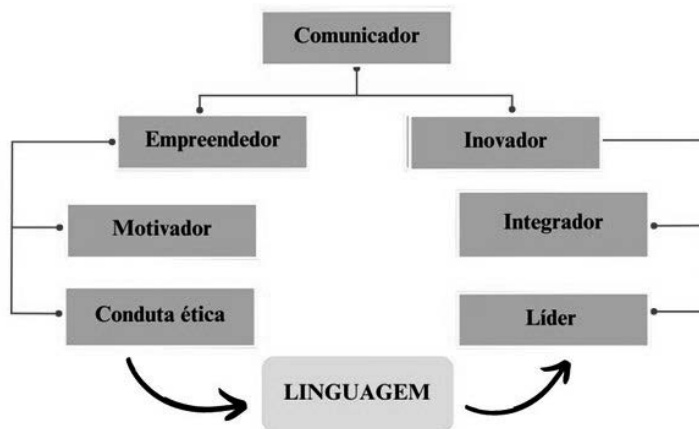 Comunicador
Empreendedor
Inovador
Motivador
Integrador
Conduta ética
Líder
LINGUAGEM